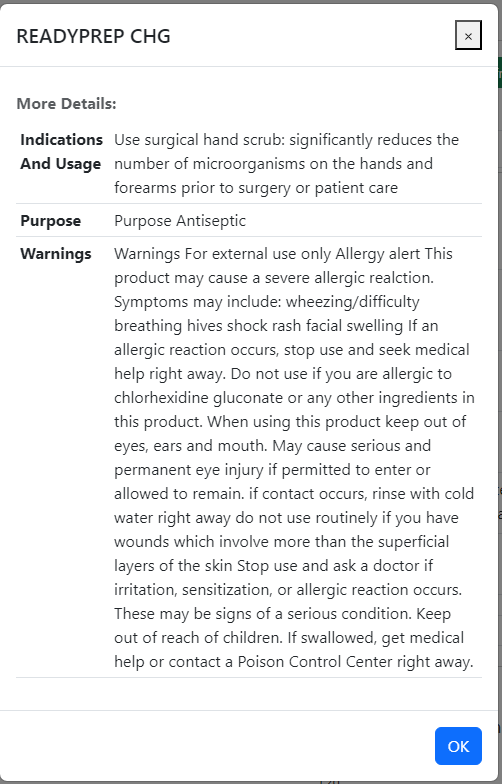 READYPREP CHG
×
More Details:
Indications And Usage
Use surgical hand scrub: significantly reduces the
number of microorganisms on the hands and
forearms prior to surgery or patient care
Purpose
Purpose Antiseptic
Warnings
Warnings For external use only Allergy alert This
product may cause a severe allergic realction.
Symptoms may include: wheezing/difficulty
breathing hives shock rash facial swelling If an
allergic reaction occurs, stop use and seek medical
help right away. Do not use if you are allergic to
chlorhexidine gluconate or any other ingredients in
this product. When using this product keep out of
eyes, ears and mouth. May cause serious and
permanent eye injury if permitted to enter or
allowed to remain. if contact occurs, rinse with cold
water right away do not use routinely if you have
wounds which involve more than the superficial
layers of the skin Stop use and ask a doctor if
irritation, sensitization, or allergic reaction occurs.
These may be signs of a serious condition. Keep
out of reach of children. If swallowed, get medical
help or contact a Poison Control Center right away.
OK